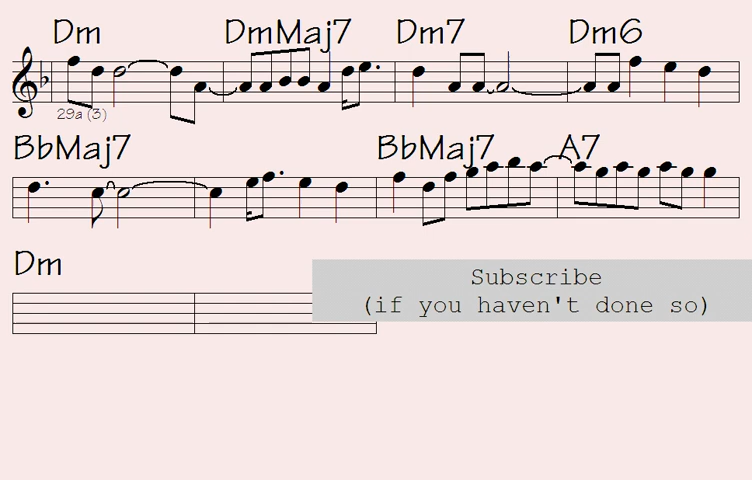 Dm DmMaj7 Dm7 Dm6
29a (3)
BbMaj7 BbMaj7 A7
Dm
Subscribe
(if you haven't done so)